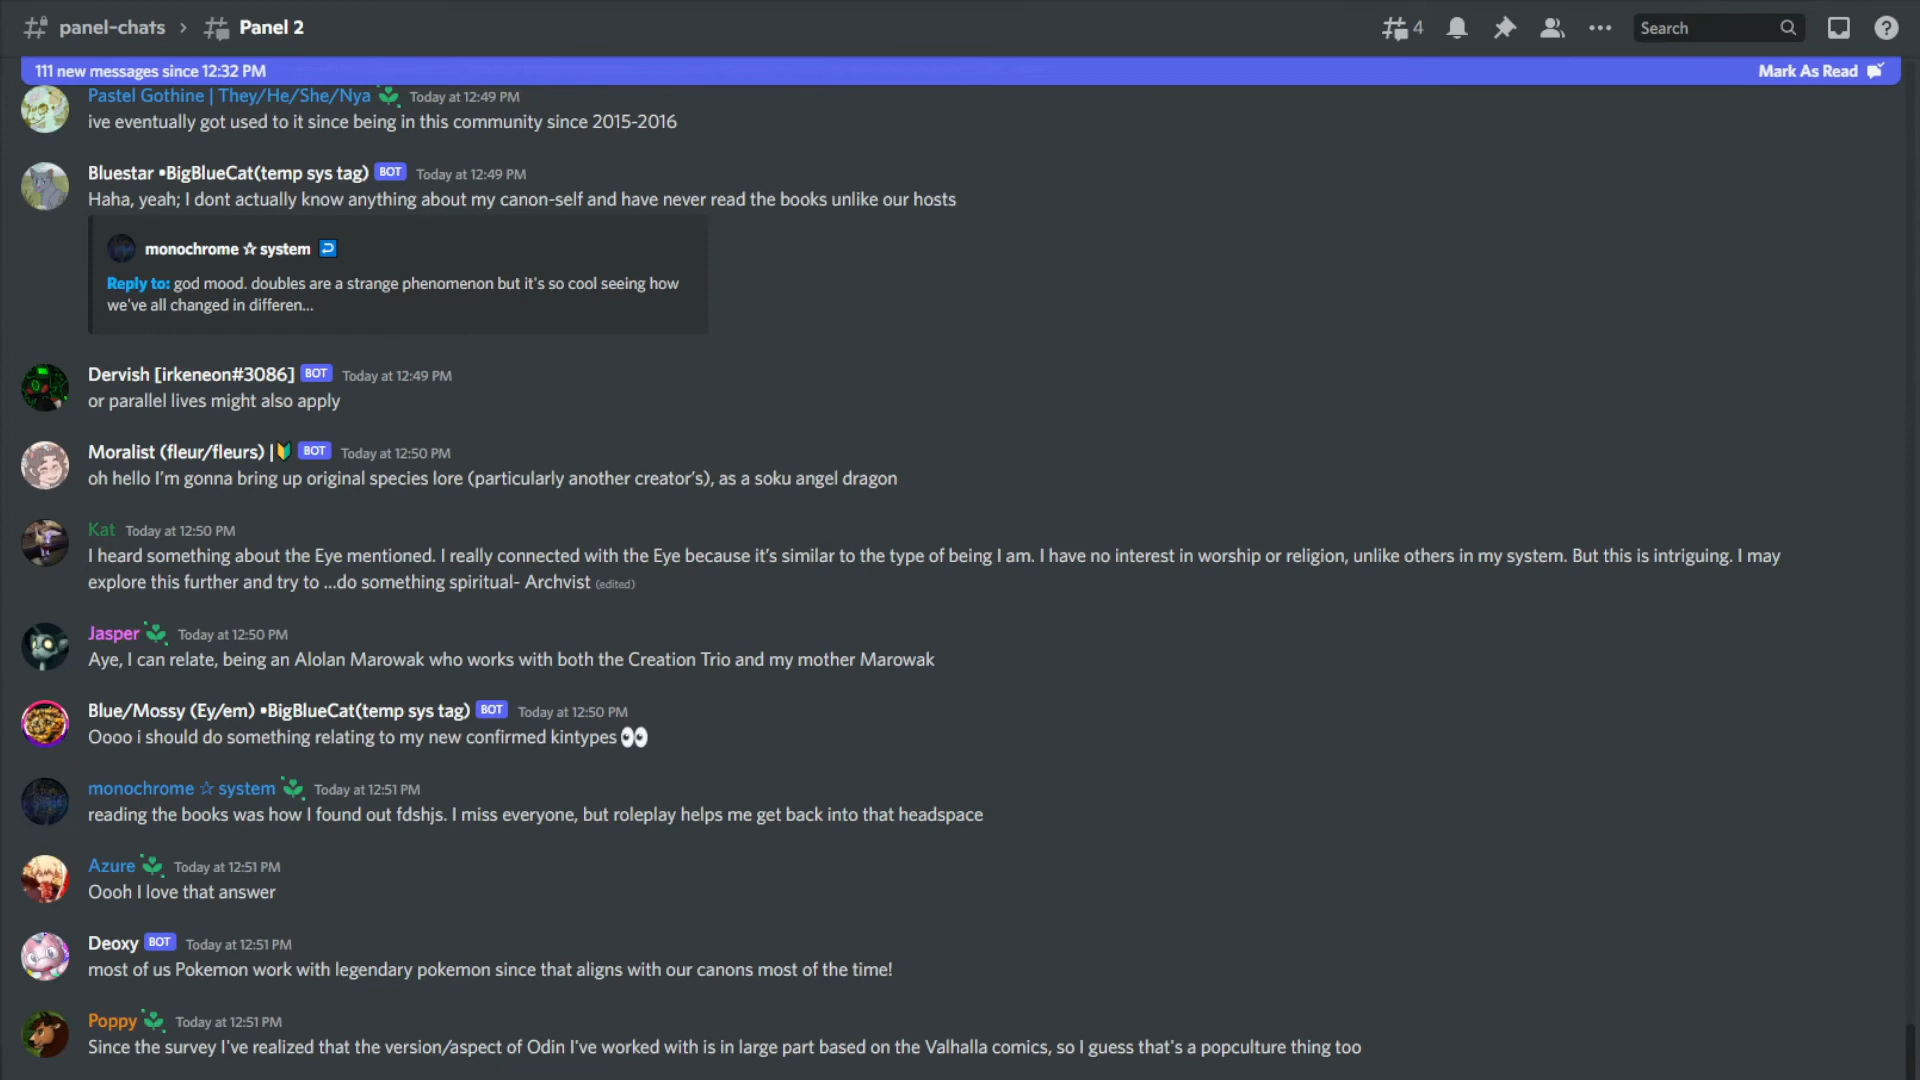 panel-chats › Panel 2 4 Search
111 new messages since 12:32 PM Mark As Read
Pastel Gothine | They/He/She/Nya Today at 12:49 PM
ive eventually got used to it since being in this community since 2015-2016
Bluestar •BigBlueCat(temp sys tag) BOT Today at 12:49 PM
Haha, yeah; I dont actually know anything about my canon-self and have never read the books unlike our hosts
monochrome ☆ system
Reply to: god mood. doubles are a strange phenomenon but it's so cool seeing how
we've all changed in differen...
Dervish [irkeneon#3086] BOT Today at 12:49 PM
or parallel lives might also apply
Moralist (fleur/fleurs) |🔰 BOT Today at 12:50 PM
oh hello I'm gonna bring up original species lore (particularly another creator's), as a soku angel dragon
Kat Today at 12:50 PM
I heard something about the Eye mentioned. I really connected with the Eye because it's similar to the type of being I am. I have no interest in worship or religion, unlike others in my system. But this is intriguing. I may
explore this further and try to ...do something spiritual- Archvist (edited)
Jasper Today at 12:50 PM
Aye, I can relate, being an Alolan Marowak who works with both the Creation Trio and my mother Marowak
Blue/Mossy (Ey/em) •BigBlueCat(temp sys tag) BOT Today at 12:50 PM
Oooo i should do something relating to my new confirmed kintypes 👀
monochrome ☆ system Today at 12:51 PM
reading the books was how I found out fdshjs. I miss everyone, but roleplay helps me get back into that headspace
Azure Today at 12:51 PM
Oooh I love that answer
Deoxy BOT Today at 12:51 PM
most of us Pokemon work with legendary pokemon since that aligns with our canons most of the time!
Poppy Today at 12:51 PM
Since the survey I've realized that the version/aspect of Odin I've worked with is in large part based on the Valhalla comics, so I guess that's a popculture thing too